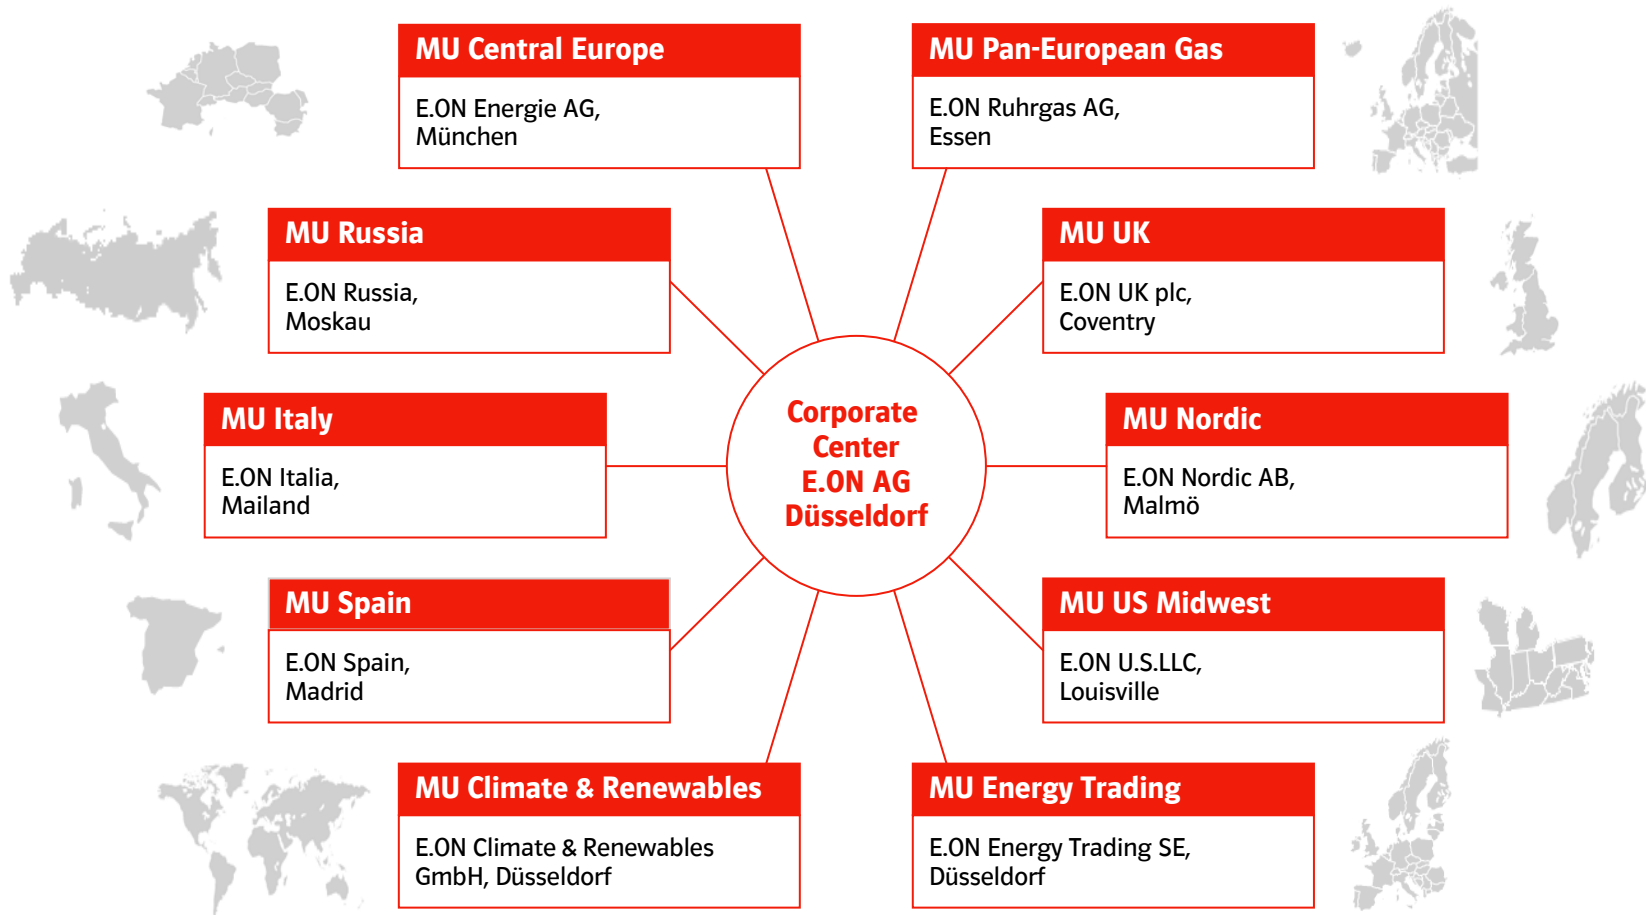 MU Central Europe
E.ON Energie AG,
München
MU Pan-European Gas
E.ON Ruhrgas AG,
Essen
MU Russia
E.ON Russia,
Moskau
MU UK
E.ON UK plc,
Coventry
MU Italy
E.ON Italia,
Mailand
Corporate
Center
E.ON AG
Düsseldorf
MU Nordic
E.ON Nordic AB,
Malmö
MU Spain
E.ON Spain,
Madrid
MU US Midwest
E.ON U.S.LLC,
Louisville
MU Climate & Renewables
E.ON Climate & Renewables
GmbH, Düsseldorf
MU Energy Trading
E.ON Energy Trading SE,
Düsseldorf